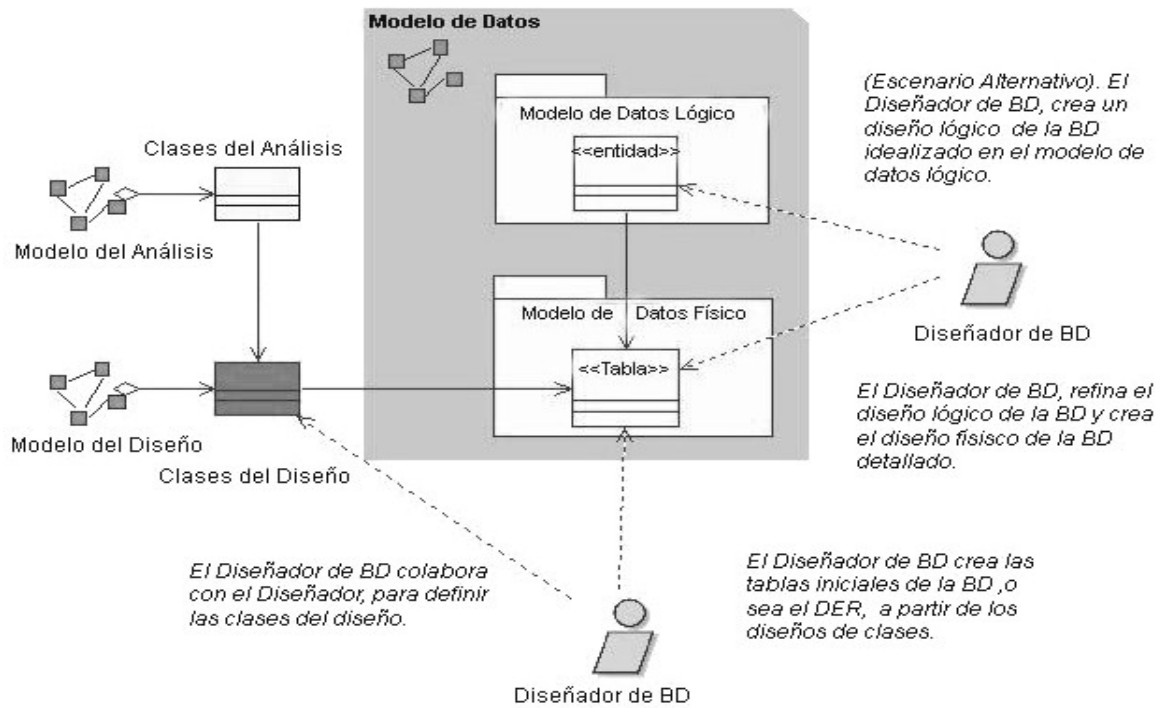 Modelo de Datos
(Escenario Alternativo). El
Diseñador de BD, crea un
diseño lógico de la BD
idealizado en el modelo de
datos lógico.
Modelo de Datos Lógico
<<entidad>>
Clases del Análisis
Modelo del Análisis
Modelo de Datos Físico
<<Tabla>>
Diseñador de BD
El Diseñador de BD, refina el
diseño lógico de la BD y crea
el diseño físisco de la BD
detallado.
Modelo del Diseño
Clases del Diseño
El Diseñador de BD colabora
con el Diseñador, para definir
las clases del diseño.
El Diseñador de BD crea las
tablas iniciales de la BD ,o
sea el DER, a partir de los
diseños de clases.
Diseñador de BD